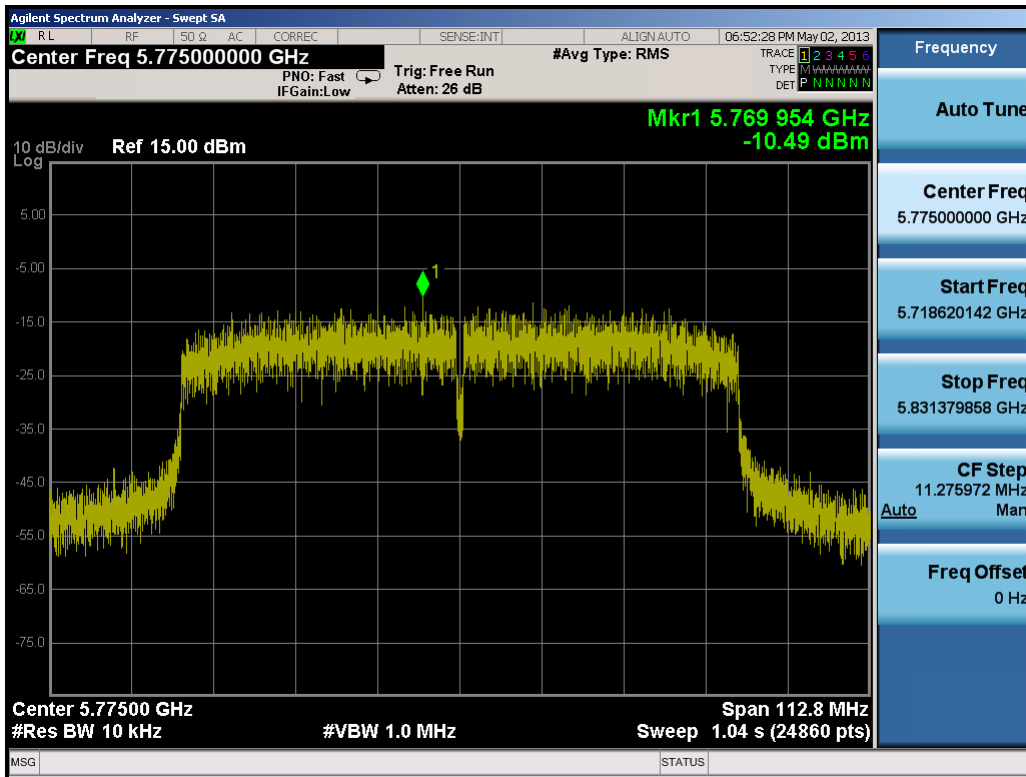 Agilent Spectrum Analyzer - Swept SA
LXI RL RF 50 Ω AC CORREC SENSE:INT ALIGN AUTO 06:52:28 PM May 02, 2013
Center Freq 5.775000000 GHz
PNO: Fast
IFGain:Low
Trig: Free Run
Atten: 26 dB
#Avg Type: RMS
TRACE 1 2 3 4 5 6
TYPE M W W W W W
DET P N N N N N
Mkr1 5.769 954 GHz
-10.49 dBm
10 dB/div Ref 15.00 dBm
Log
5.00
-5.00
-15.0
-25.0
-35.0
-45.0
-55.0
-65.0
-75.0
1
Center 5.77500 GHz Span 112.8 MHz
#Res BW 10 kHz #VBW 1.0 MHz Sweep 1.04 s (24860 pts)
MSG STATUS
Frequency
Auto Tune
Center Freq
5.775000000 GHz
Start Freq
5.718620142 GHz
Stop Freq
5.831379858 GHz
CF Step
11.275972 MHz
Auto Man
Freq Offset
0 Hz